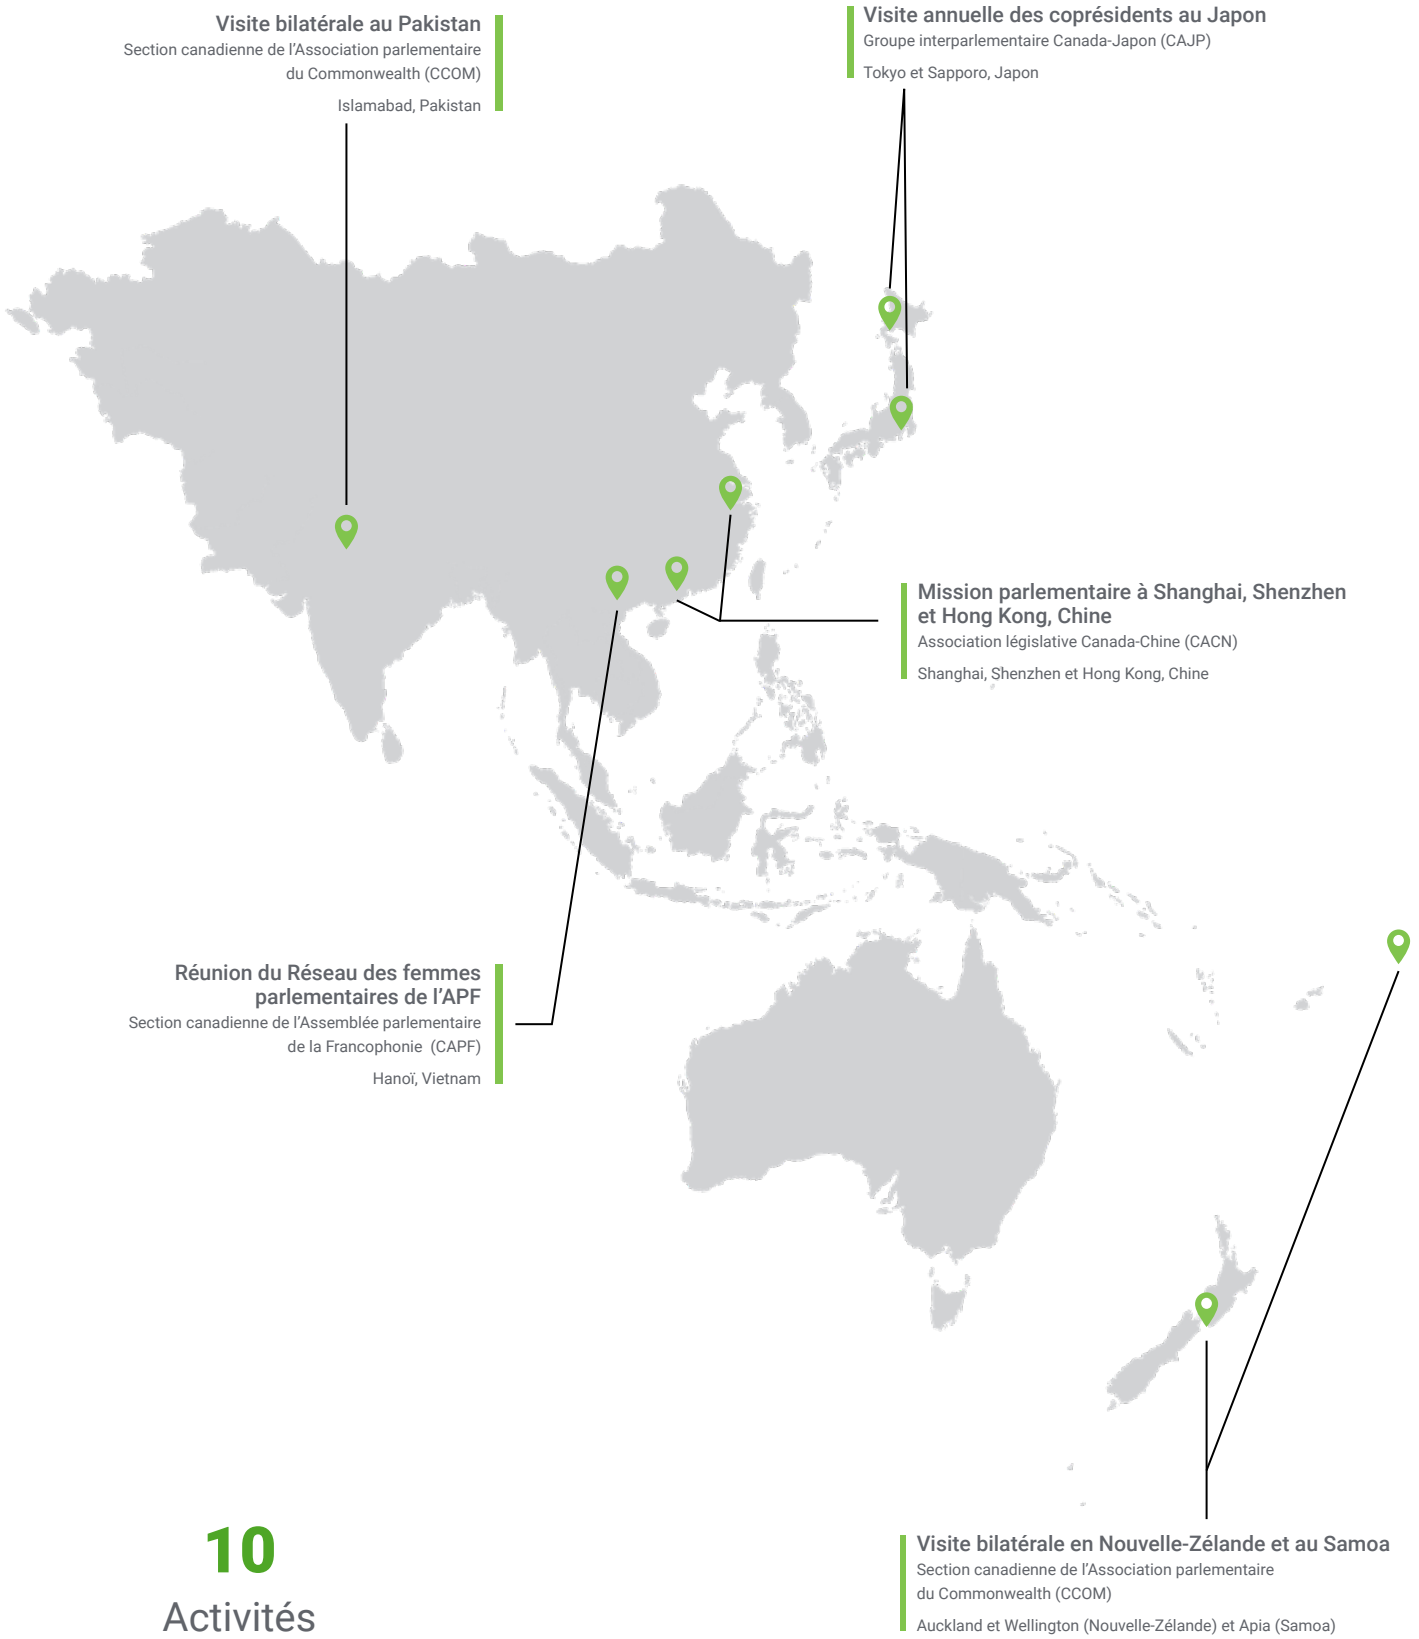 Visite bilatérale au Pakistan
Section canadienne de l'Association parlementaire
du Commonwealth (CCOM)
Islamabad, Pakistan
Visite annuelle des coprésidents au Japon
Groupe interparlementaire Canada-Japon (CAJP)
Tokyo et Sapporo, Japon
Mission parlementaire à Shanghai, Shenzhen
et Hong Kong, Chine
Association législative Canada-Chine (CACN)
Shanghai, Shenzhen et Hong Kong, Chine
Réunion du Réseau des femmes
parlementaires de l'APF
Section canadienne de l'Assemblée parlementaire
de la Francophonie (CAPF)
Hanoï, Vietnam
Visite bilatérale en Nouvelle-Zélande et au Samoa
Section canadienne de l'Association parlementaire
du Commonwealth (CCOM)
Auckland et Wellington (Nouvelle-Zélande) et Apia (Samoa)
10
Activités